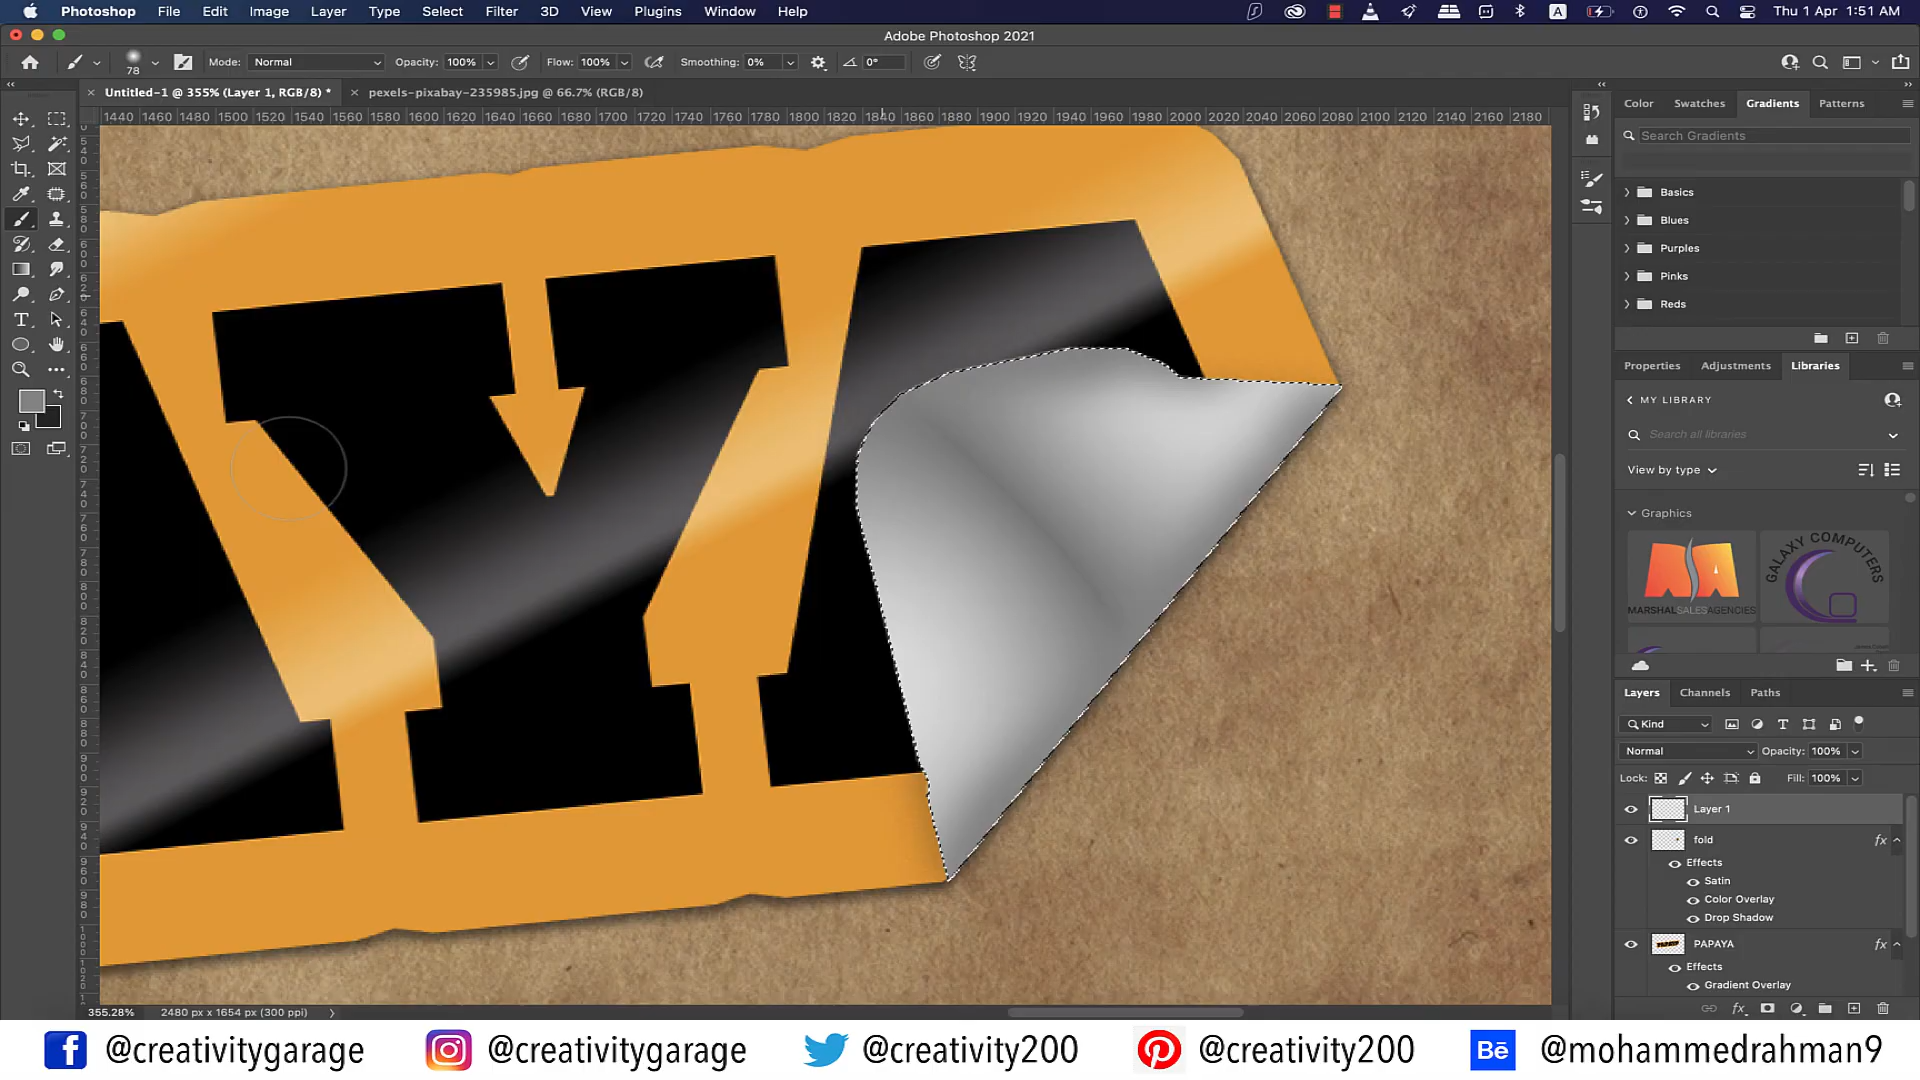 Photoshop File Edit Image Layer Type Select Filter 3D View Plugins Window Help
A
Thu 1 Apr 1:51 AM
Adobe Photoshop 2021
78 Mode: Normal Opacity: 100% Flow: 100% Smoothing: 0% 0°
Untitled-1 @ 355% (Layer 1, RGB/8) * pexels-pixabay-235985.jpg @ 66.7% (RGB/8)
1440 1460 1480 1500 1520 1540 1560 1580 1600 1620 1640 1660 1680 1700 1720 1740 1760 1780 1800 1820 1840 1860 1880 1900 1920 1940 1960 1980 2000 2020 2040 2060 2080 2100 2120 2140 2160 2180
Color Swatches Gradients Patterns
Search Gradients
Basics
Blues
Purples
Pinks
Reds
Properties Adjustments Libraries
MY LIBRARY
Search all libraries
View by type
Graphics
MARSHALSALESAGENCIES
GALAXY COMPUTERS
Layers Channels Paths
Kind
Normal Opacity: 100%
Lock: Fill: 100%
Layer 1
fold fx
Effects
Satin
Color Overlay
Drop Shadow
PAPAYA fx
Effects
Gradient Overlay
355.28% 2480 px x 1654 px (300 ppi)
@creativitygarage @creativitygarage @creativity200 @creativity200 Bē @mohammedrahman9